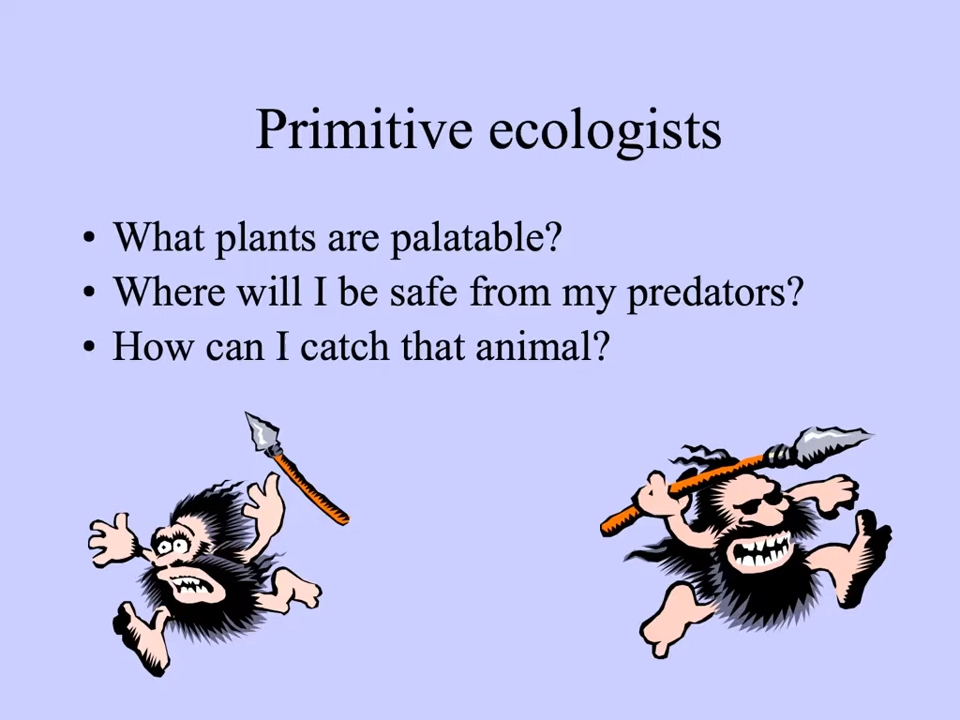 Primitive ecologists
• What plants are palatable?
• Where will I be safe from my predators?
• How can I catch that animal?